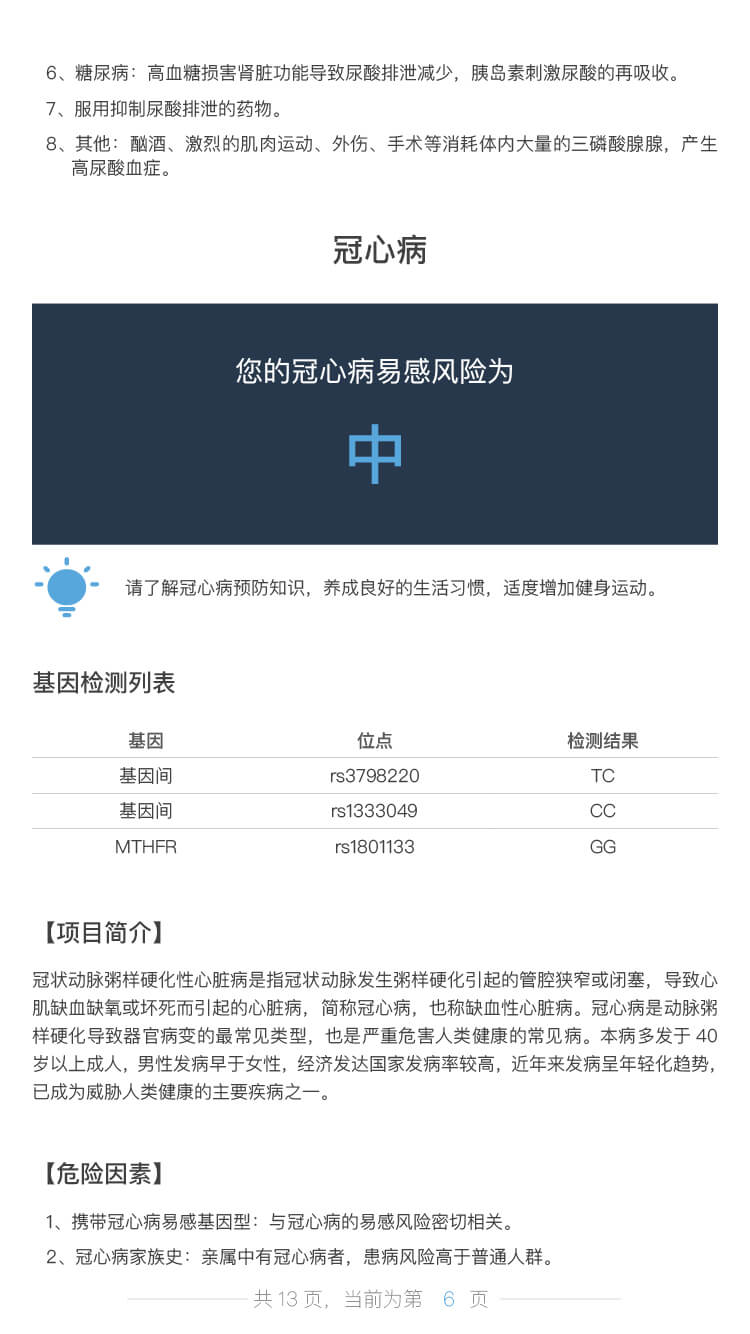 6、糖尿病：高血糖损害肾脏功能导致尿酸排泄减少，胰岛素刺激尿酸的再吸收。
7、服用抑制尿酸排泄的药物。
8、其他：酗酒、激烈的肌肉运动、外伤、手术等消耗体内大量的三磷酸腺腺，产生
高尿酸血症。
冠心病
您的冠心病易感风险为
中
请了解冠心病预防知识，养成良好的生活习惯，适度增加健身运动。
基因检测列表
基因 位点 检测结果
基因间 rs3798220 TC
基因间 rs1333049 CC
MTHFR rs1801133 GG
【项目简介】
冠状动脉粥样硬化性心脏病是指冠状动脉发生粥样硬化引起的管腔狭窄或闭塞，导致心
肌缺血缺氧或坏死而引起的心脏病，简称冠心病，也称缺血性心脏病。冠心病是动脉粥
样硬化导致器官病变的最常见类型，也是严重危害人类健康的常见病。本病多发于 40
岁以上成人，男性发病早于女性，经济发达国家发病率较高，近年来发病呈年轻化趋势，
已成为威胁人类健康的主要疾病之一。
【危险因素】
1、携带冠心病易感基因型：与冠心病的易感风险密切相关。
2、冠心病家族史：亲属中有冠心病者，患病风险高于普通人群。
共 13 页，当前为第 6 页